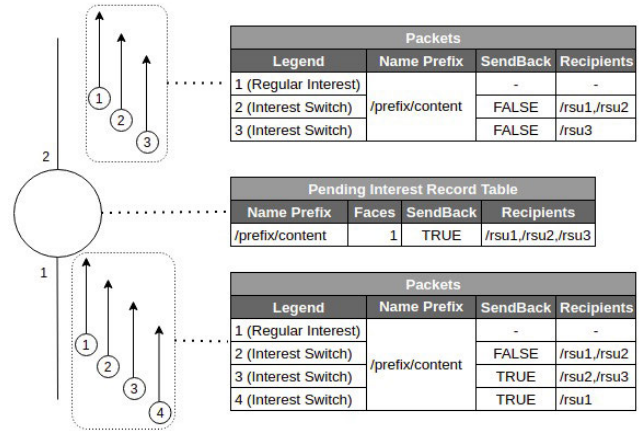 Packets
Legend Name Prefix SendBack Recipients
1 (Regular Interest) /prefix/content - -
2 (Interest Switch) FALSE /rsu1,/rsu2
3 (Interest Switch) FALSE /rsu3
1
2
3
2
Pending Interest Record Table
Name Prefix Faces SendBack Recipients
/prefix/content 1 TRUE /rsu1,/rsu2,/rsu3
1
Packets
Legend Name Prefix SendBack Recipients
1 (Regular Interest) - -
2 (Interest Switch) /prefix/content FALSE /rsu1,/rsu2
3 (Interest Switch) TRUE /rsu2,/rsu3
4 (Interest Switch) TRUE /rsu1
1
2
3
4